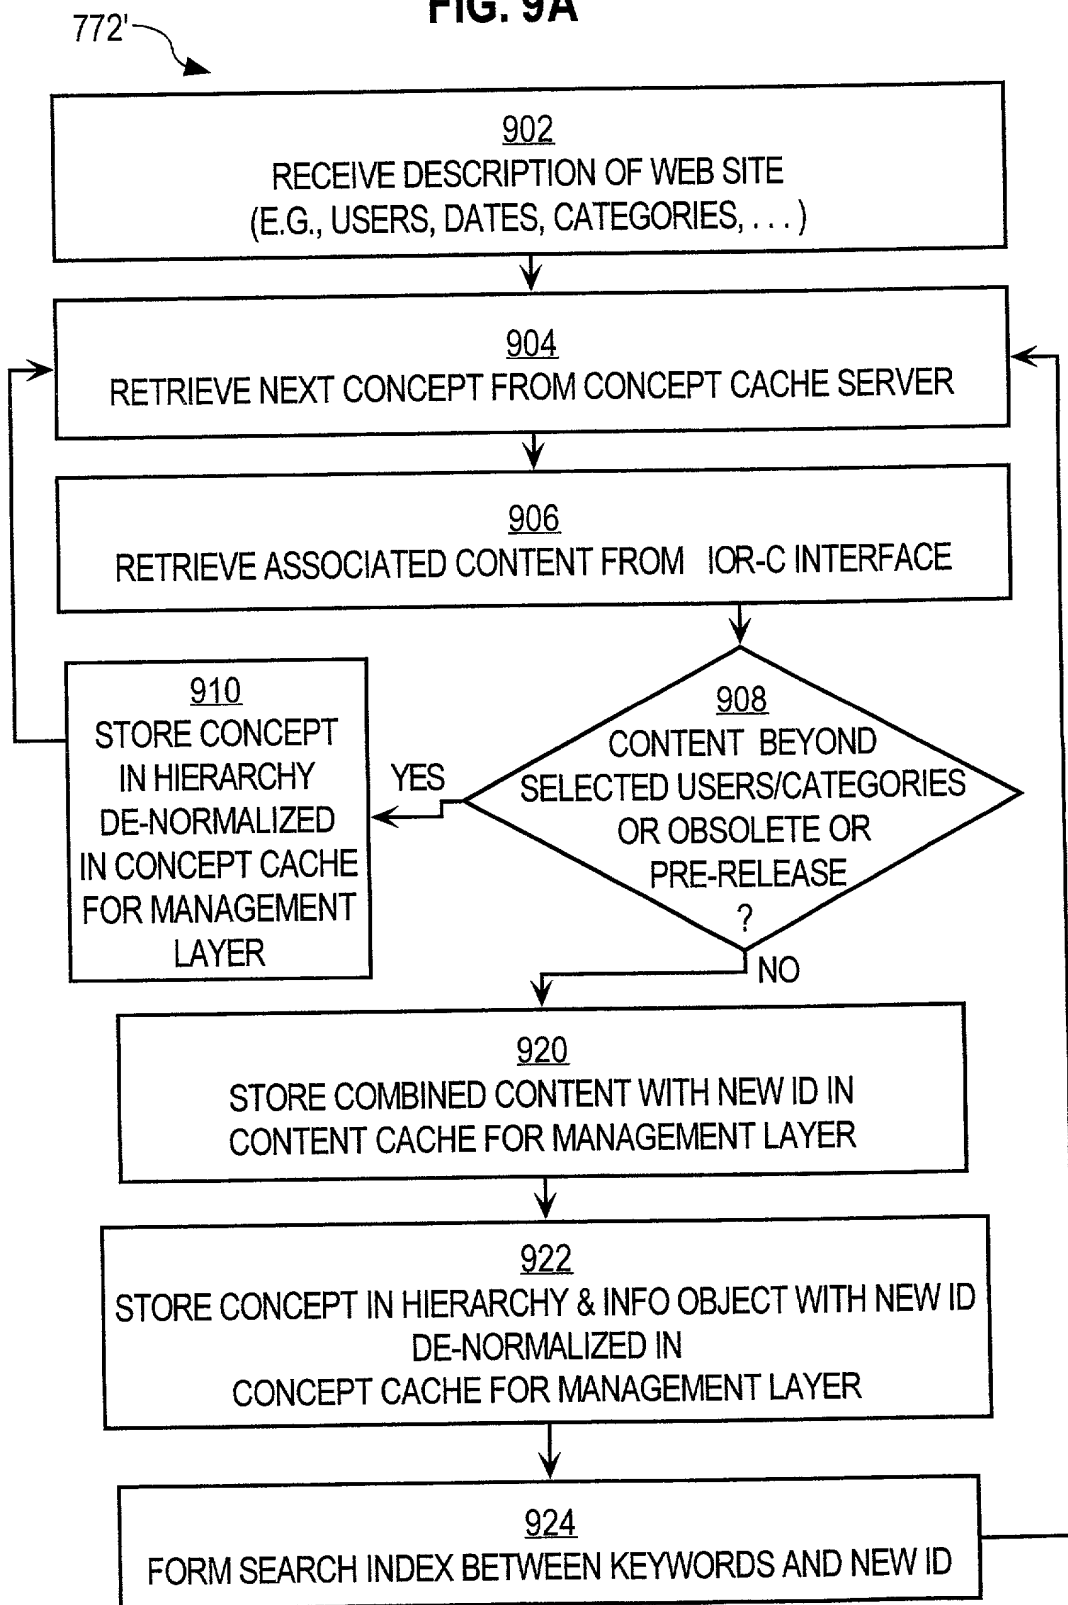 FIG. 9A
772'
902
RECEIVE DESCRIPTION OF WEB SITE
(E.G., USERS, DATES, CATEGORIES, . . . )
904
RETRIEVE NEXT CONCEPT FROM CONCEPT CACHE SERVER
906
RETRIEVE ASSOCIATED CONTENT FROM IOR-C INTERFACE
908
CONTENT BEYOND
SELECTED USERS/CATEGORIES
OR OBSOLETE OR
PRE-RELEASE
?
YES
910
STORE CONCEPT
IN HIERARCHY
DE-NORMALIZED
IN CONCEPT CACHE
FOR MANAGEMENT
LAYER
NO
920
STORE COMBINED CONTENT WITH NEW ID IN
CONTENT CACHE FOR MANAGEMENT LAYER
922
STORE CONCEPT IN HIERARCHY & INFO OBJECT WITH NEW ID
DE-NORMALIZED IN
CONCEPT CACHE FOR MANAGEMENT LAYER
924
FORM SEARCH INDEX BETWEEN KEYWORDS AND NEW ID